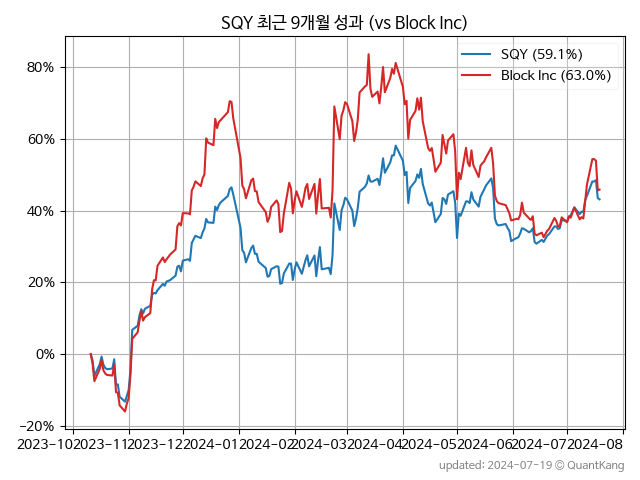 SQY 최근 9개월 성과 (vs Block Inc)
SQY (59.1%)
Block Inc (63.0%)
80%
60%
40%
20%
0%
−20%
2023-10 2023-11 2023-12 2024-01 2024-02 2024-03 2024-04 2024-05 2024-06 2024-07 2024-08
updated: 2024-07-19 © QuantKang